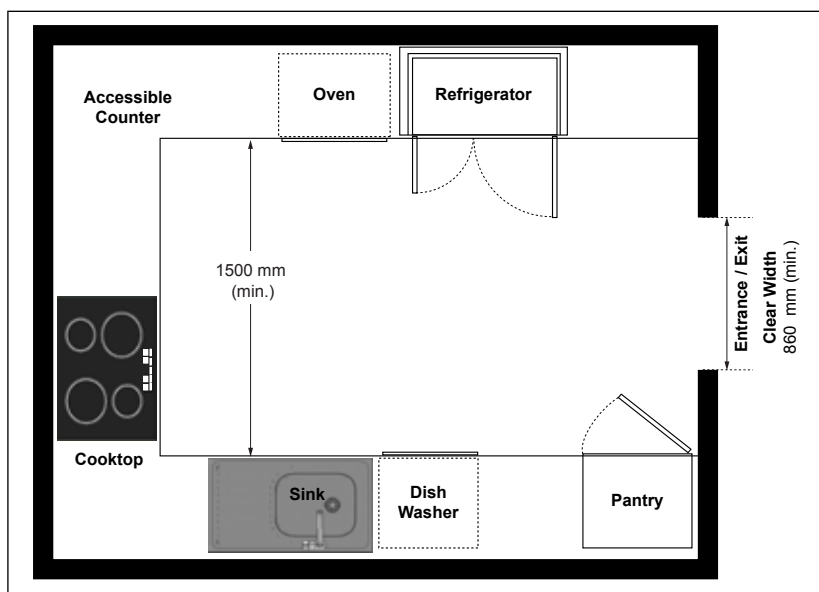 Oven
Refrigerator
Accessible
Counter
1500 mm
(min.)
Entrance / Exit
Clear Width
860 mm (min.)
Cooktop
Sink
Dish
Washer
Pantry